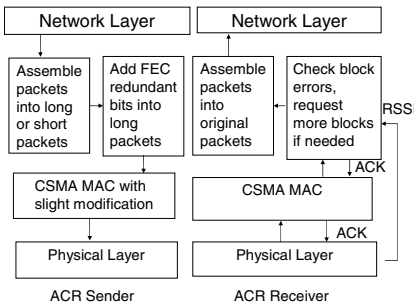 Network Layer
Network Layer
Assemble
packets
into long
or short
packets
Add FEC
redundant
bits into
long
packets
Assemble
packets
into
original
packets
Check block
errors,
request
more blocks
if needed
RSS
ACK
CSMA MAC with
slight modification
CSMA MAC
ACK
Physical Layer
Physical Layer
ACR Sender
ACR Receiver